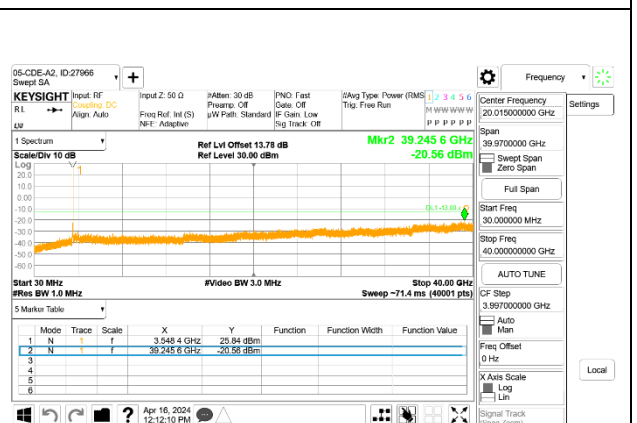 05-CDE-A2, ID:27966
Swept SA
Frequency
KEYSIGHT
R L
Input: RF
Coupling: DC
Align: Auto
Input Z: 50 Ω
Freq Ref: Int (S)
NFE: Adaptive
#Atten: 30 dB
Preamp: Off
µW Path: Standard
PNO: Fast
Gate: Off
IF Gain: Low
Sig Track: Off
#Avg Type: Power (RMS
Trig: Free Run
1 2 3 4 5 6
M W W W W W
P P P P P P
Center Frequency
20.015000000 GHz
Settings
1 Spectrum
Scale/Div 10 dB
Log
Ref Lvl Offset 13.78 dB
Ref Level 30.00 dBm
Mkr2 39.245 6 GHz
-20.56 dBm
Span
39.9700000 GHz
Swept Span
Zero Span
Full Span
Start Freq
30.000000 MHz
Stop Freq
40.000000000 GHz
AUTO TUNE
CF Step
3.997000000 GHz
Auto
Man
Freq Offset
0 Hz
X Axis Scale
Log
Lin
Local
Signal Track
1
20.0
10.0
0.00
-10.0
-20.0
-30.0
-40.0
-50.0
-60.0
Start 30 MHz
#Res BW 1.0 MHz
#Video BW 3.0 MHz
Stop 40.00 GHz
Sweep ~71.4 ms (40001 pts)
5 Marker Table
Mode Trace Scale X Y Function Function Width Function Value
1 N 1 f 3.548 4 GHz 25.84 dBm
2 N 1 f 39.245 6 GHz -20.56 dBm
3
4
5
6
?
Apr 16, 2024
12:12:10 PM